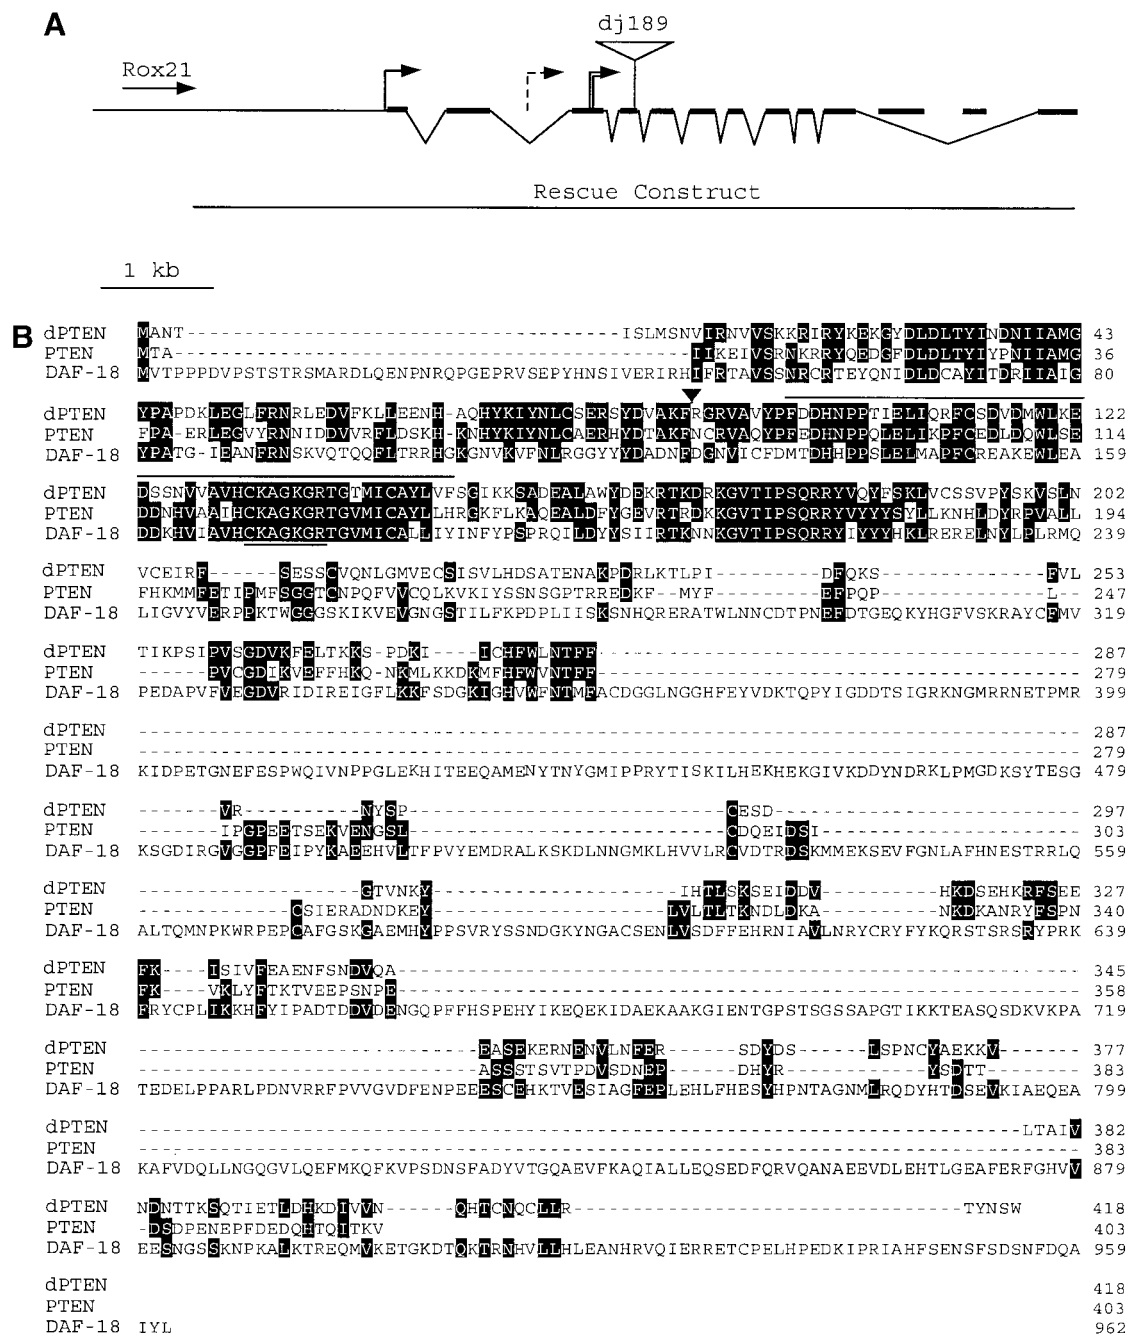 A
dj189
Rox21
Rescue Construct
1 kb
B
dPTEN MANT-------------------------------------ISLMSNVIRNVVSKKRIRYKEKGYDLDLTYINDNIIAMG 43
PTEN MTA--------------------------------------------IIKEIVSRNKRRYQEDGFDLDLTYIYPNIIAMG 36
DAF-18 MVTPPPDVPSTSTRSMARDLQENPNRQPGEPRVSEPYHNSIVERIRHIFRTAVSSNRCRTEYQNIDLDCAYITDRIIAIG 80
dPTEN YPAPDKLEGLFRNRLEDVFKLLEENH-AQHYKIYNLCSERSYDVAKFRGRVAVYPFDDHNPPTIELIQRFCSDVDMWLKE 122
PTEN FPA-ERLEGVYRNNIDDVVRFLDSKH-KNHYKIYNLCAERHYDTAKFNCRVAQYPFEDHNPPQLELIKPFCEDLDQWLSE 114
DAF-18 YPATG-IEANFRNSKVQTQQFLTRRHGKGNVKVFNLRGGYYYDADNFDGNVICFDMTDHHPPSLELMAPFCREAKEWLEA 159
dPTEN DSSNVVAVHCKAGKGRTGTMICAYLVFSGIKKSADEALAWYDEKRTKDRKGVTIPSQRRYVQYFSKLVCSSVPYSKVSLN 202
PTEN DDNHVAAIHCKAGKGRTGVMICAYLLHRGKFLKAQEALDFYGEVRTRDKKGVTIPSQRRYVYYYSYLLKNHLDYRPVALL 194
DAF-18 DDKHVIAVHCKAGKGRTGVMICALLIYINFYPSPRQILDYYSIIRTKNNKGVTIPSQRRYIYYYHKLRERELNYLPLRMQ 239
dPTEN VCEIRF------SESSCVQNLGMVECSISVLHDSATENAKPDRLKTLPI---------DFQKS--------------FVL 253
PTEN FHKMMFETIPMFSGGTCNPQFVVCQLKVKIYSSNSGPTRREDKF-MYF----------EFPQP--------------L-- 247
DAF-18 LIGVYVERPPKTWGGGSKIKVEVGNGSTILFKPDPLIISKSNHQRERATWLNNCDTPNEFDTGEQKYHGFVSKRAYCFMV 319
dPTEN TIKPSIPVSGDVKFELTKKS-PDKI----ICHFWLNTFF----------------------------------------- 287
PTEN ------PVCGDIKVEFFHKQ-NKMLKKDKMFHFWVNTFF----------------------------------------- 279
DAF-18 PEDAPVFVEGDVRIDIREIGFLKKFSDGKIGHVWFNTMFACDGGLNGGHFEYVDKTQPYIGDDTSIGRKNGMRRNETPMR 399
dPTEN -------------------------------------------------------------------------------- 287
PTEN -------------------------------------------------------------------------------- 279
DAF-18 KIDPETGNEFESPWQIVNPPGLEKHITEEQAMENYTNYGMIPPRYTISKILHEKHEKGIVKDDYNDRKLPMGDKSYTESG 479
dPTEN -------VR----------NYSP---------------------------CESD-------------------------- 297
PTEN -------IPGPEETSEKVENGSL---------------------------CDQEIDSI---------------------- 303
DAF-18 KSGDIRGVGGPFEIPYKAEEHVLTFPVYEMDRALKSKDLNNGMKLHVVLRCVDTRDSKMMEKSEVFGNLAFHNESTRRLQ 559
dPTEN -------------------GTVNKY---------------------IHTLSKSEIDDV----------HKDSEHKRFSEE 327
PTEN -------------CSIERADNDKEY--------------------LVLTLTKNDLDKA----------NKDKANRYFSPN 340
DAF-18 ALTQMNPKWRPEPCAFGSKGAEMHYPPSVRYSSNDGKYNGACSENLVSDFFEHRNIAVLNRYCRYFYKQRSTSRSRYPRK 639
dPTEN FK----ISIVFEAENFSNDVQA---------------------------------------------------------- 345
PTEN FK----VKLYFTKTVEEPSNPE---------------------------------------------------------- 358
DAF-18 FRYCPLIKKHFYIPADTDDVDENGQPFFHSPEHYIKEQEKIDAEKAAKGIENTGPSTSGSSAPGTIKKTEASQSDKVKPA 719
dPTEN -----------------------------EASEKERNENVLNFER------SDYDS------LSPNCYAEKKV------- 377
PTEN -----------------------------ASSSTSVTPDVSDNEP------DHYR------------YSDTT-------- 383
DAF-18 TEDELPPARLPDNVRRFPVVGVDFENPEEESCEHKTVESIAGFEPLEHLFHESYHPNTAGNMLRQDYHTDSEVKIAEQEA 799
dPTEN ---------------------------------------------------------------------------LTAIV 382
PTEN -------------------------------------------------------------------------------- 383
DAF-18 KAFVDQLLNGQGVLQEFMKQFKVPSDNSFADYVTGQAEVFKAQIALLEQSEDFQRVQANAEEVDLEHTLGEAFERFGHVV 879
dPTEN NDNTTKSQTIETLDHKDIVVN------QHTCNQCLLR---------------------------------TYNSW----- 418
PTEN -DSDPENEPFDEDQHTQITKV----------------------------------------------------------- 403
DAF-18 EESNGSSKNPKALKTREQMVKETGKDTQKTRNHVLLHLEANHRVQIERRETCPELHPEDKIPRIAHFSENSFSDSNFDQA 959
dPTEN 418
PTEN 403
DAF-18 IYL 962